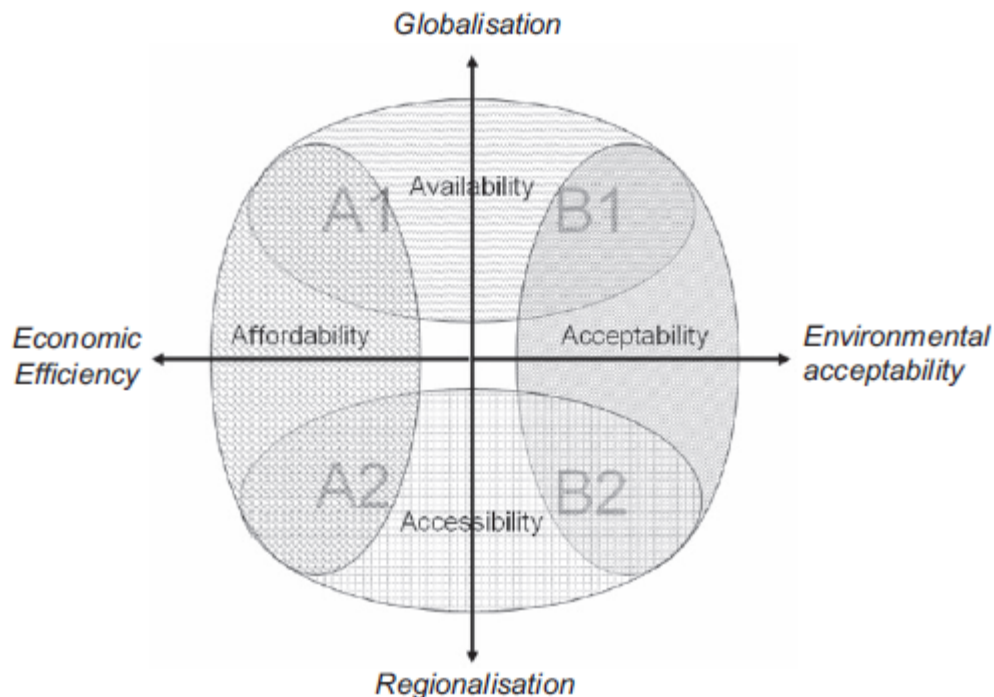 Globalisation
Availability
A1
B1
Economic
Efficiency
Affordability
Acceptability
Environmental
acceptability
A2
B2
Accessibility
Regionalisation